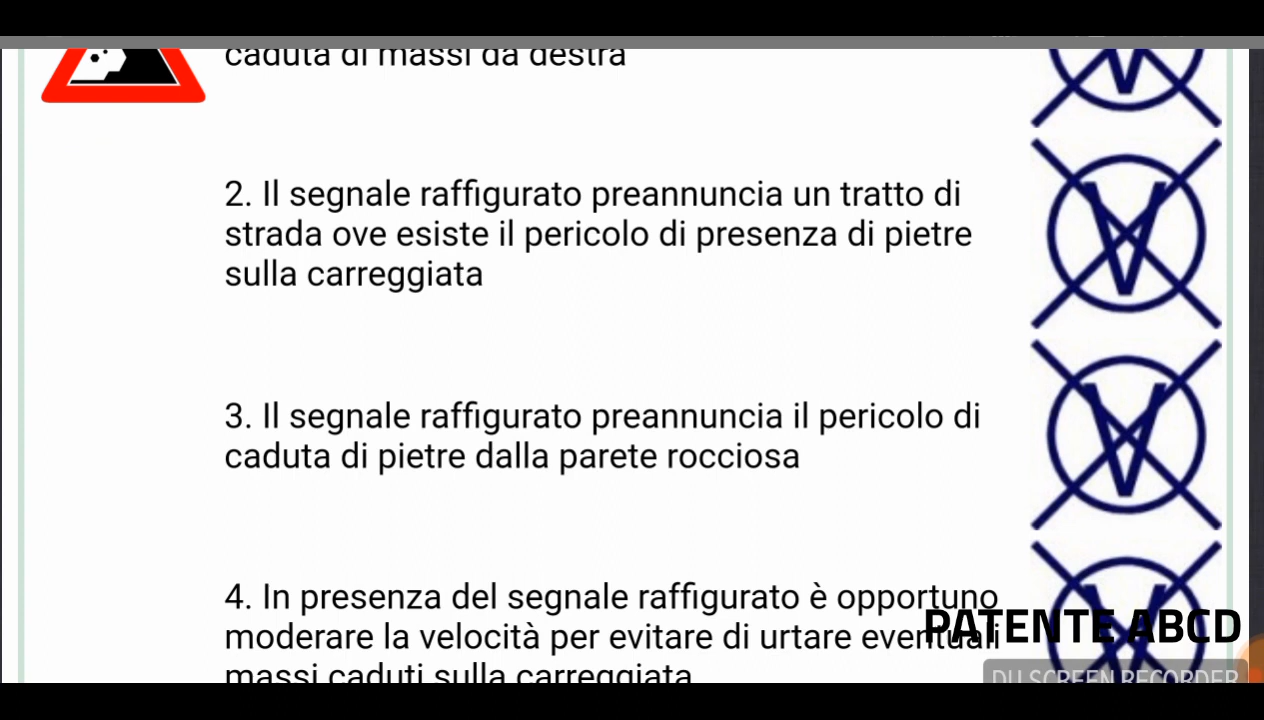 caduta di massi da destra
V
2. Il segnale raffigurato preannuncia un tratto di
strada ove esiste il pericolo di presenza di pietre
sulla carreggiata
V
3. Il segnale raffigurato preannuncia il pericolo di
caduta di pietre dalla parete rocciosa
V
4. In presenza del segnale raffigurato è opportuno
moderare la velocità per evitare di urtare eventuali
massi caduti sulla carreggiata
V
PATENTE ABCD
DU SCREEN RECORDER